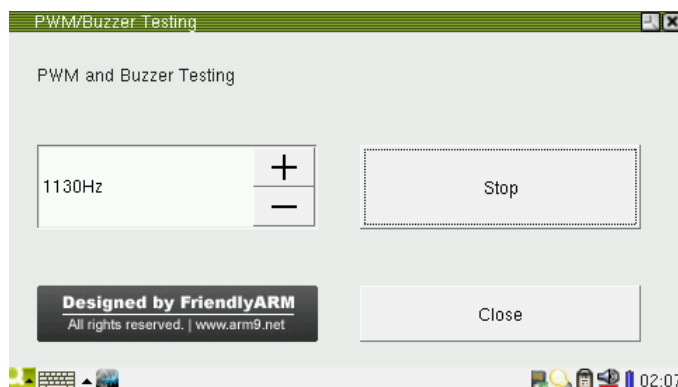 PWM/Buzzer Testing
PWM and Buzzer Testing
1130Hz
Stop
Designed by FriendlyARM
All rights reserved. | www.arm9.net
Close
02:07